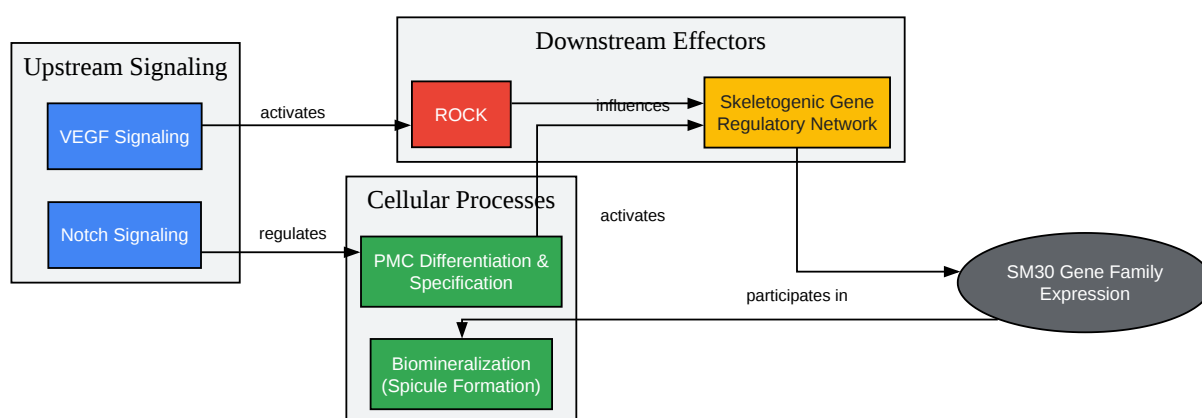 Downstream Effectors
Upstream Signaling
ROCK
influences
Skeletogenic Gene
Regulatory Network
activates
VEGF Signaling
Cellular Processes
Notch Signaling
regulates
activates
PMC Differentiation &
Specification
SM30 Gene Family
Expression
participates in
Biomineralization
(Spicule Formation)